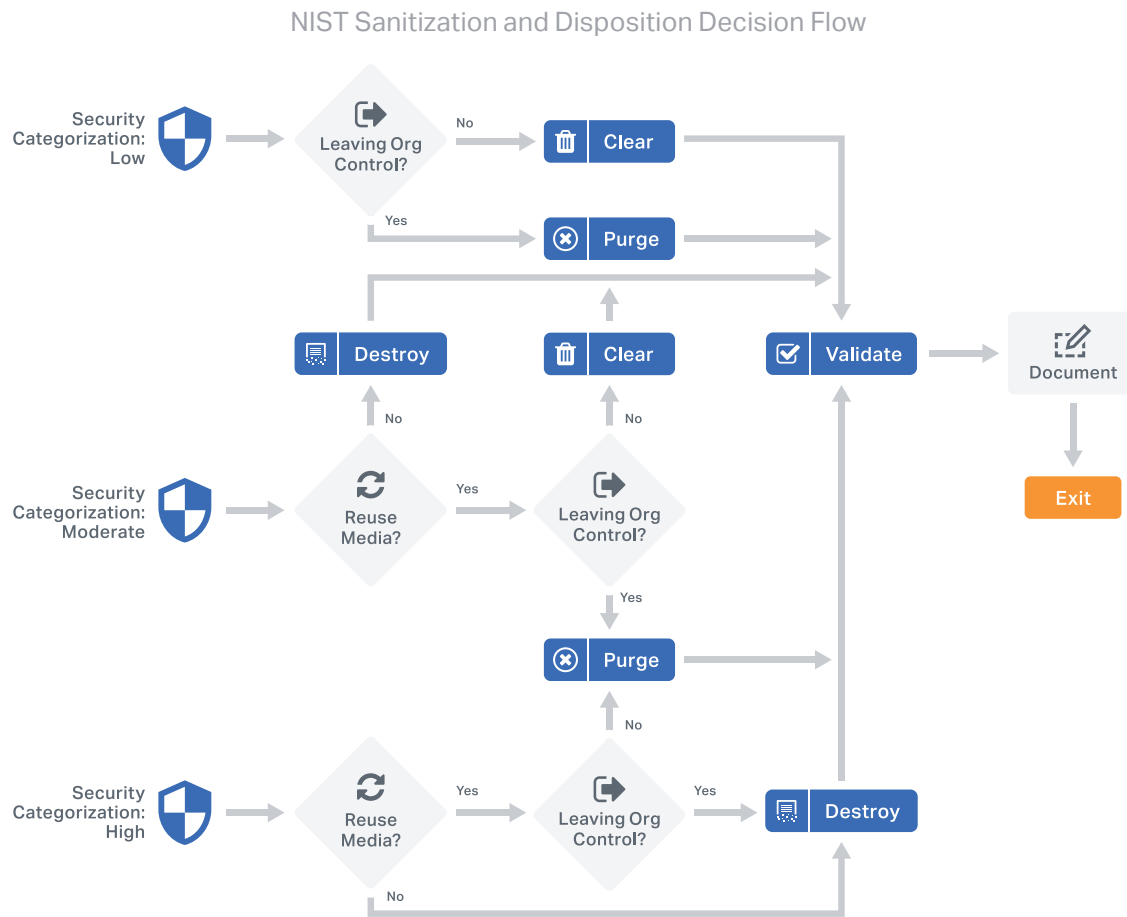 NIST Sanitization and Disposition Decision Flow
Security
Categorization:
Low
Leaving Org
Control?
No
Clear
Yes
Purge
Destroy
Clear
Validate
Document
No
No
Security
Categorization:
Moderate
Reuse
Media?
Yes
Leaving Org
Control?
Exit
Yes
Purge
No
Security
Categorization:
High
Reuse
Media?
Yes
Leaving Org
Control?
Yes
Destroy
No